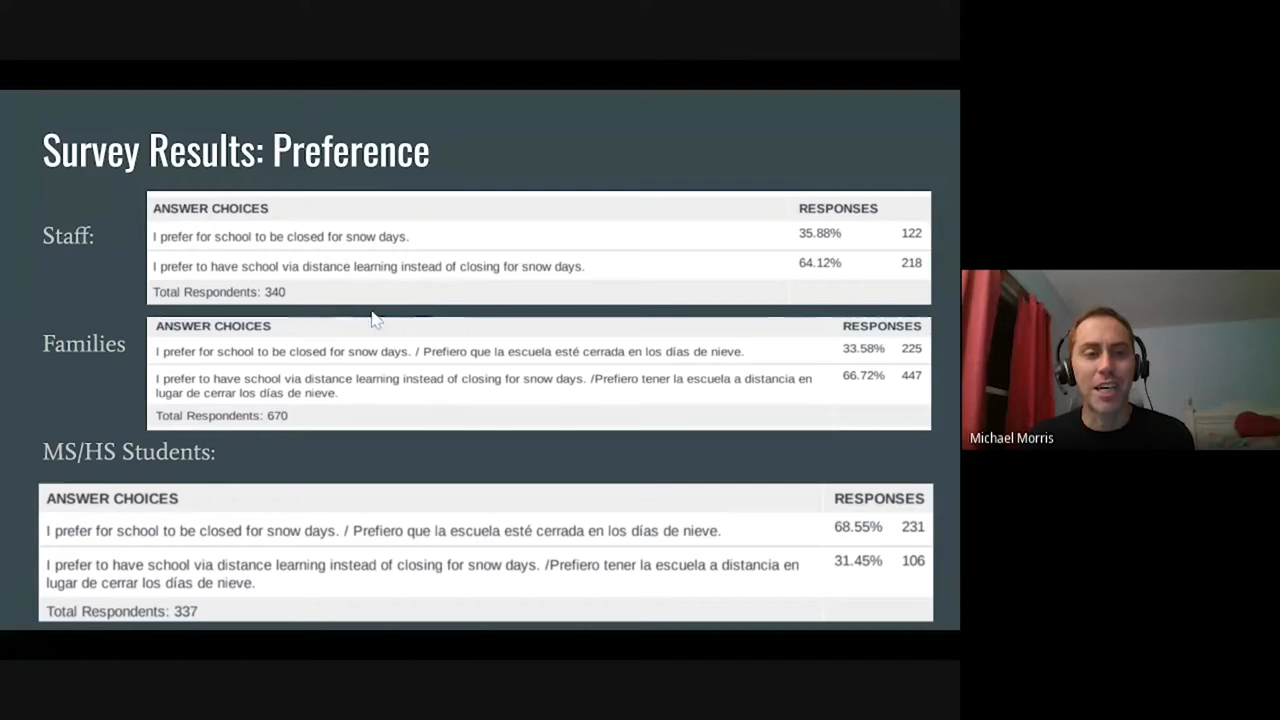 Survey Results: Preference
Staff:
ANSWER CHOICES RESPONSES
I prefer for school to be closed for snow days. 35.88% 122
I prefer to have school via distance learning instead of closing for snow days. 64.12% 218
Total Respondents: 340
Families
ANSWER CHOICES RESPONSES
I prefer for school to be closed for snow days. / Prefiero que la escuela esté cerrada en los días de nieve. 33.58% 225
I prefer to have school via distance learning instead of closing for snow days. /Prefiero tener la escuela a distancia en 66.72% 447
lugar de cerrar los días de nieve.
Total Respondents: 670
MS/HS Students:
ANSWER CHOICES RESPONSES
I prefer for school to be closed for snow days. / Prefiero que la escuela esté cerrada en los días de nieve. 68.55% 231
I prefer to have school via distance learning instead of closing for snow days. /Prefiero tener la escuela a distancia en 31.45% 106
lugar de cerrar los días de nieve.
Total Respondents: 337
Michael Morris